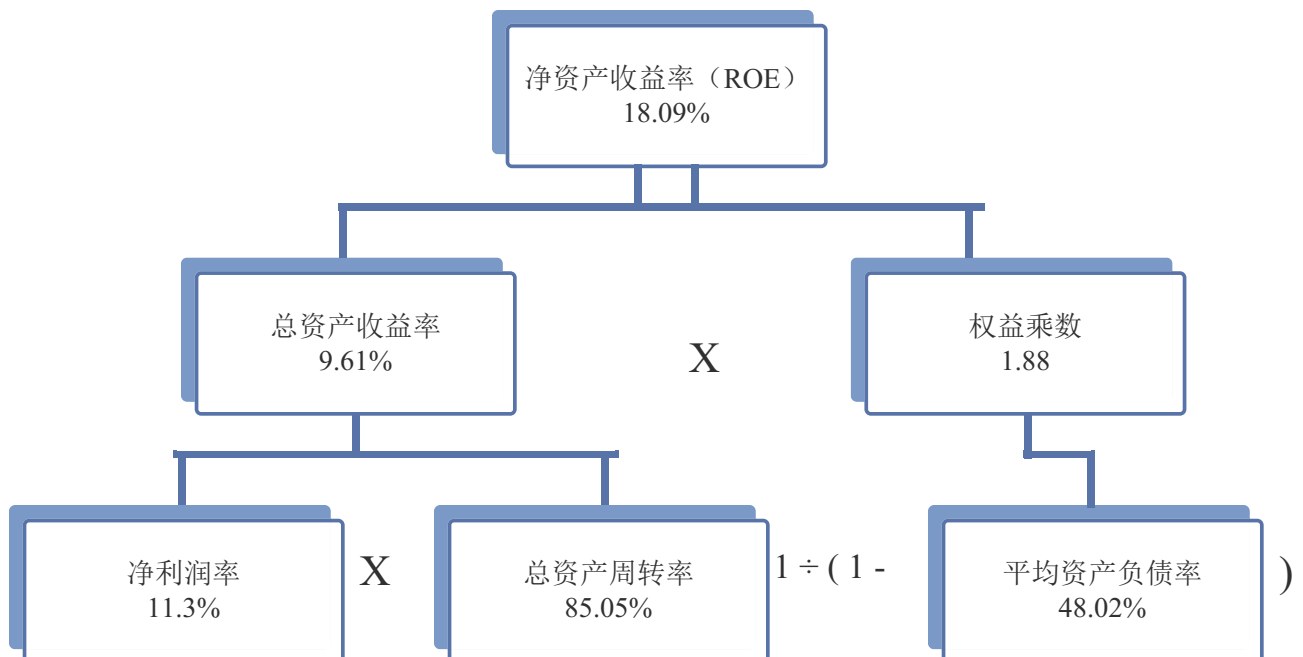 净资产收益率（ROE）
18.09%
总资产收益率
9.61%
X
权益乘数
1.88
净利润率
11.3%
X
总资产周转率
85.05%
1 ÷ ( 1 -
平均资产负债率
48.02%
)